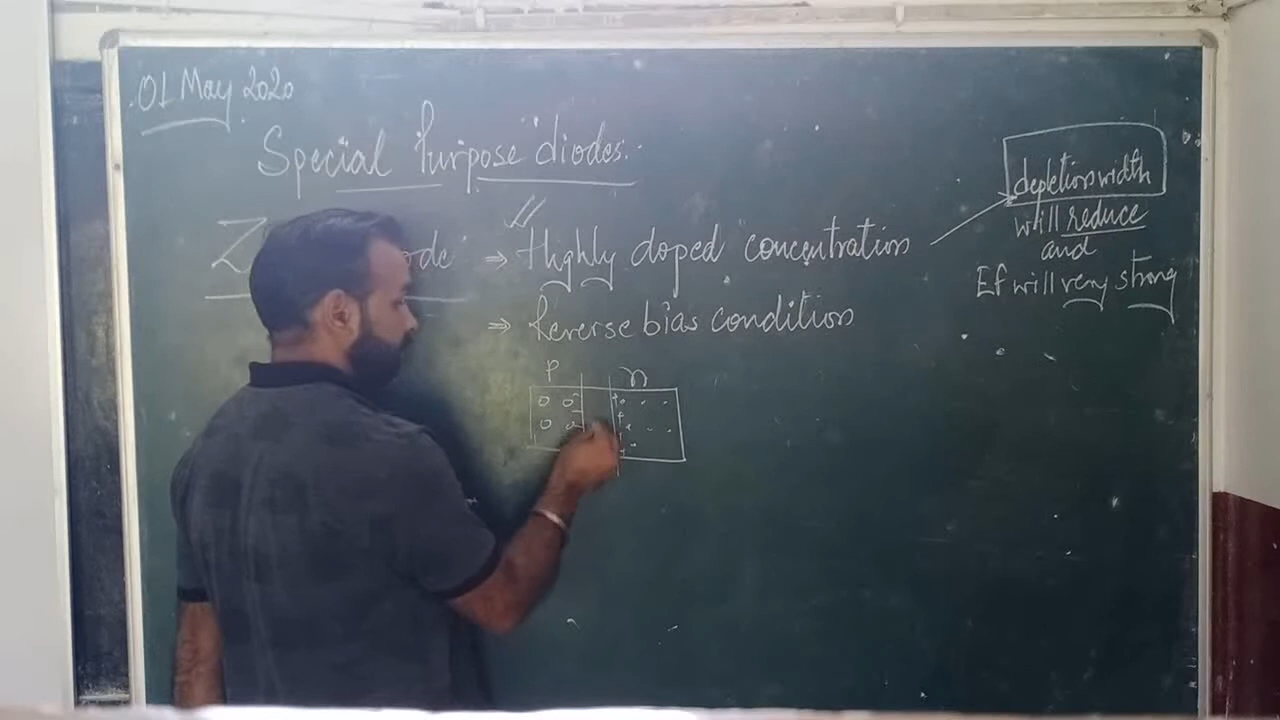 01 May 2020
Special Purpose diodes:-
ode ⇒ Highly doped concentration
⇒ Reverse bias condition
depletion width
will reduce
and
Ef will very strong
P n